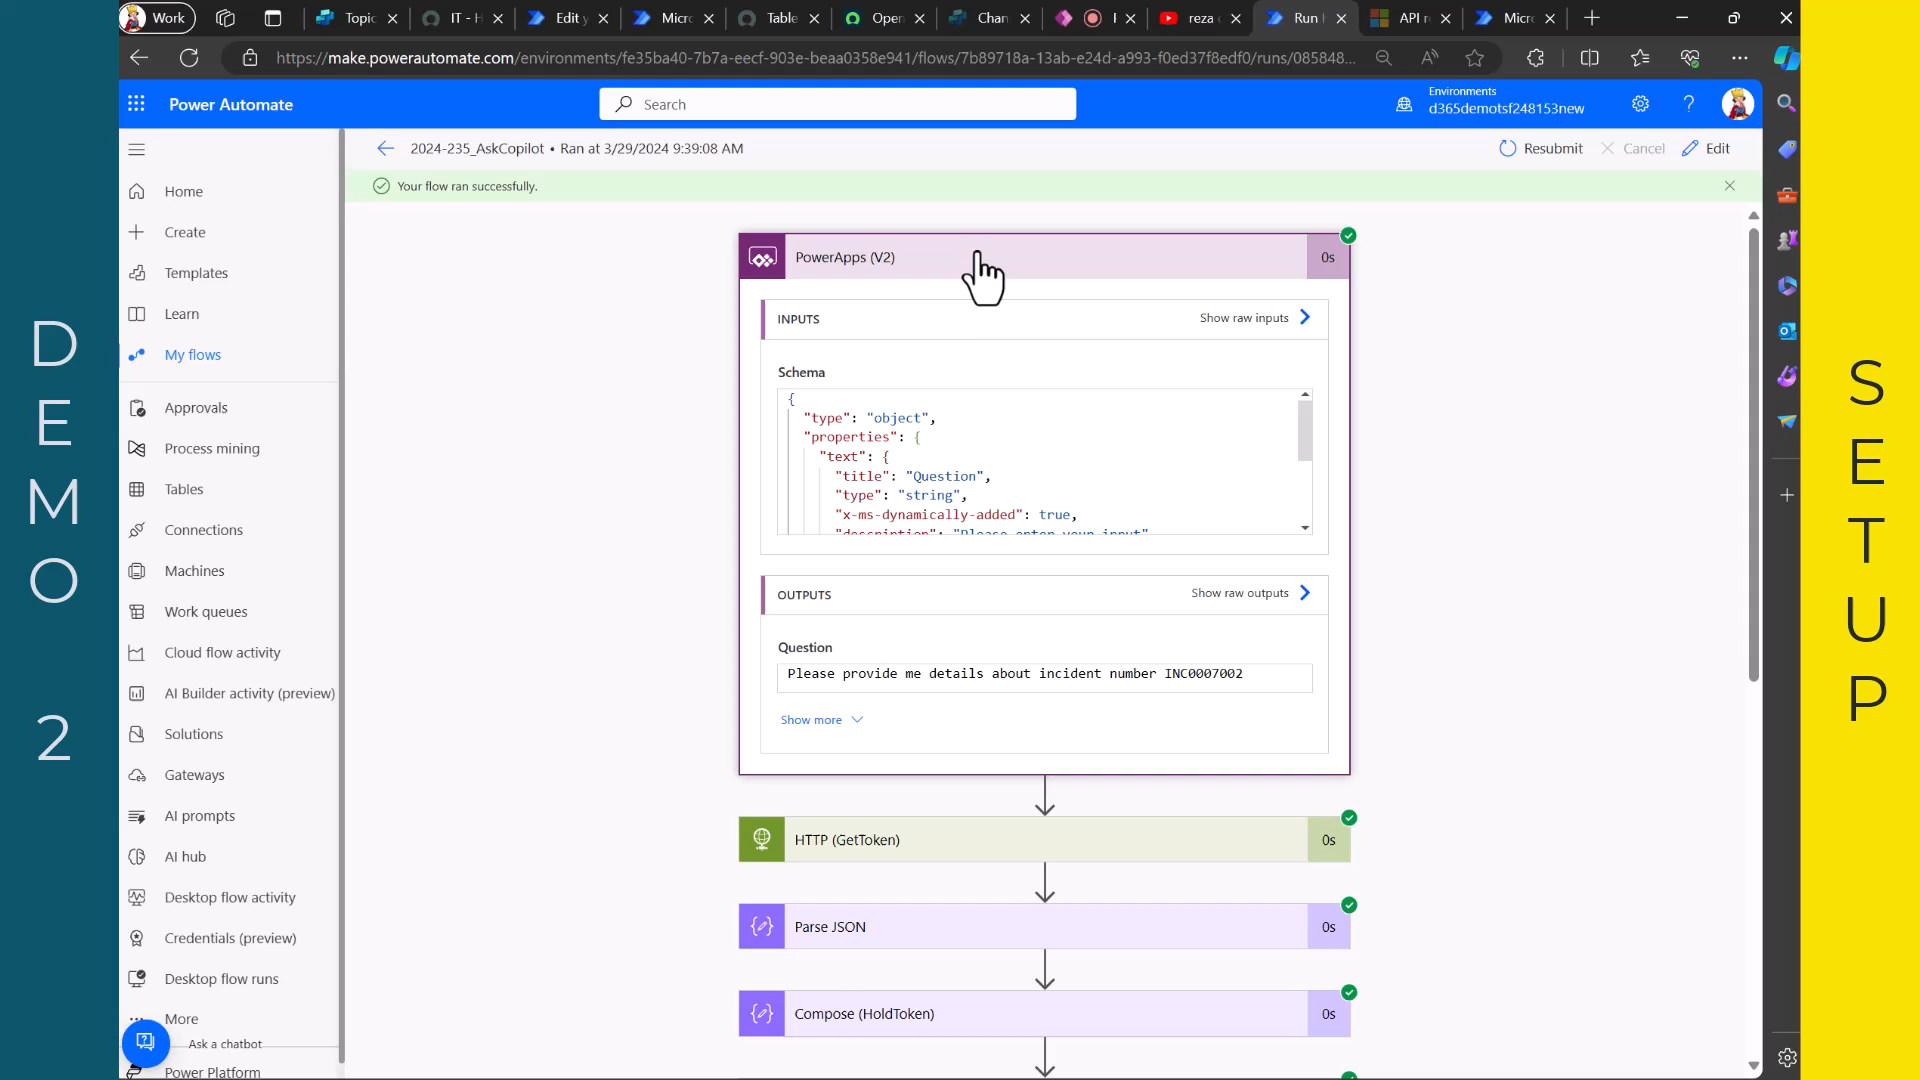 D
E
M
O
2
Work
Topic
IT - H
Edit y
Micro
Table
Open
Chan
reza
Run
API r
Micro
https://make.powerautomate.com/environments/fe35ba40-7b7a-eecf-903e-beaa0358e941/flows/7b89718a-13ab-e24d-a993-f0ed37f8edf0/runs/085848...
Power Automate
Search
Environments
d365demotsf248153new
2024-235_AskCopilot • Ran at 3/29/2024 9:39:08 AM
Resubmit
Cancel
Edit
Your flow ran successfully.
Home
Create
Templates
Learn
My flows
Approvals
Process mining
Tables
Connections
Machines
Work queues
Cloud flow activity
AI Builder activity (preview)
Solutions
Gateways
AI prompts
AI hub
Desktop flow activity
Credentials (preview)
Desktop flow runs
More
Ask a chatbot
Power Platform
PowerApps (V2)
0s
INPUTS
Show raw inputs
Schema
{
"type": "object",
"properties": {
"text": {
"title": "Question",
"type": "string",
"x-ms-dynamically-added": true,
"description": "Please enter your input"
OUTPUTS
Show raw outputs
Question
Please provide me details about incident number INC0007002
Show more
HTTP (GetToken)
0s
Parse JSON
0s
Compose (HoldToken)
0s
S
E
T
U
P